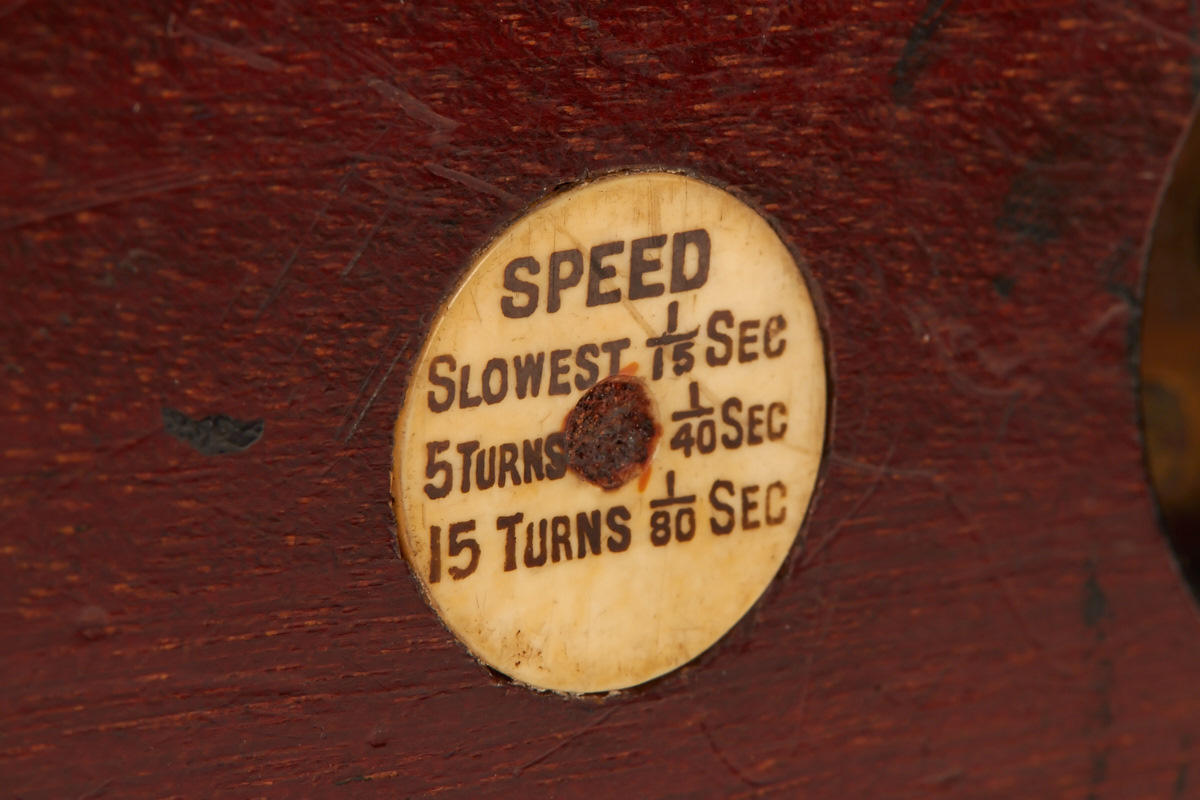 SPEED
SLOWEST 1/15 SEC
5 TURNS 1/40 SEC
15 TURNS 1/80 SEC